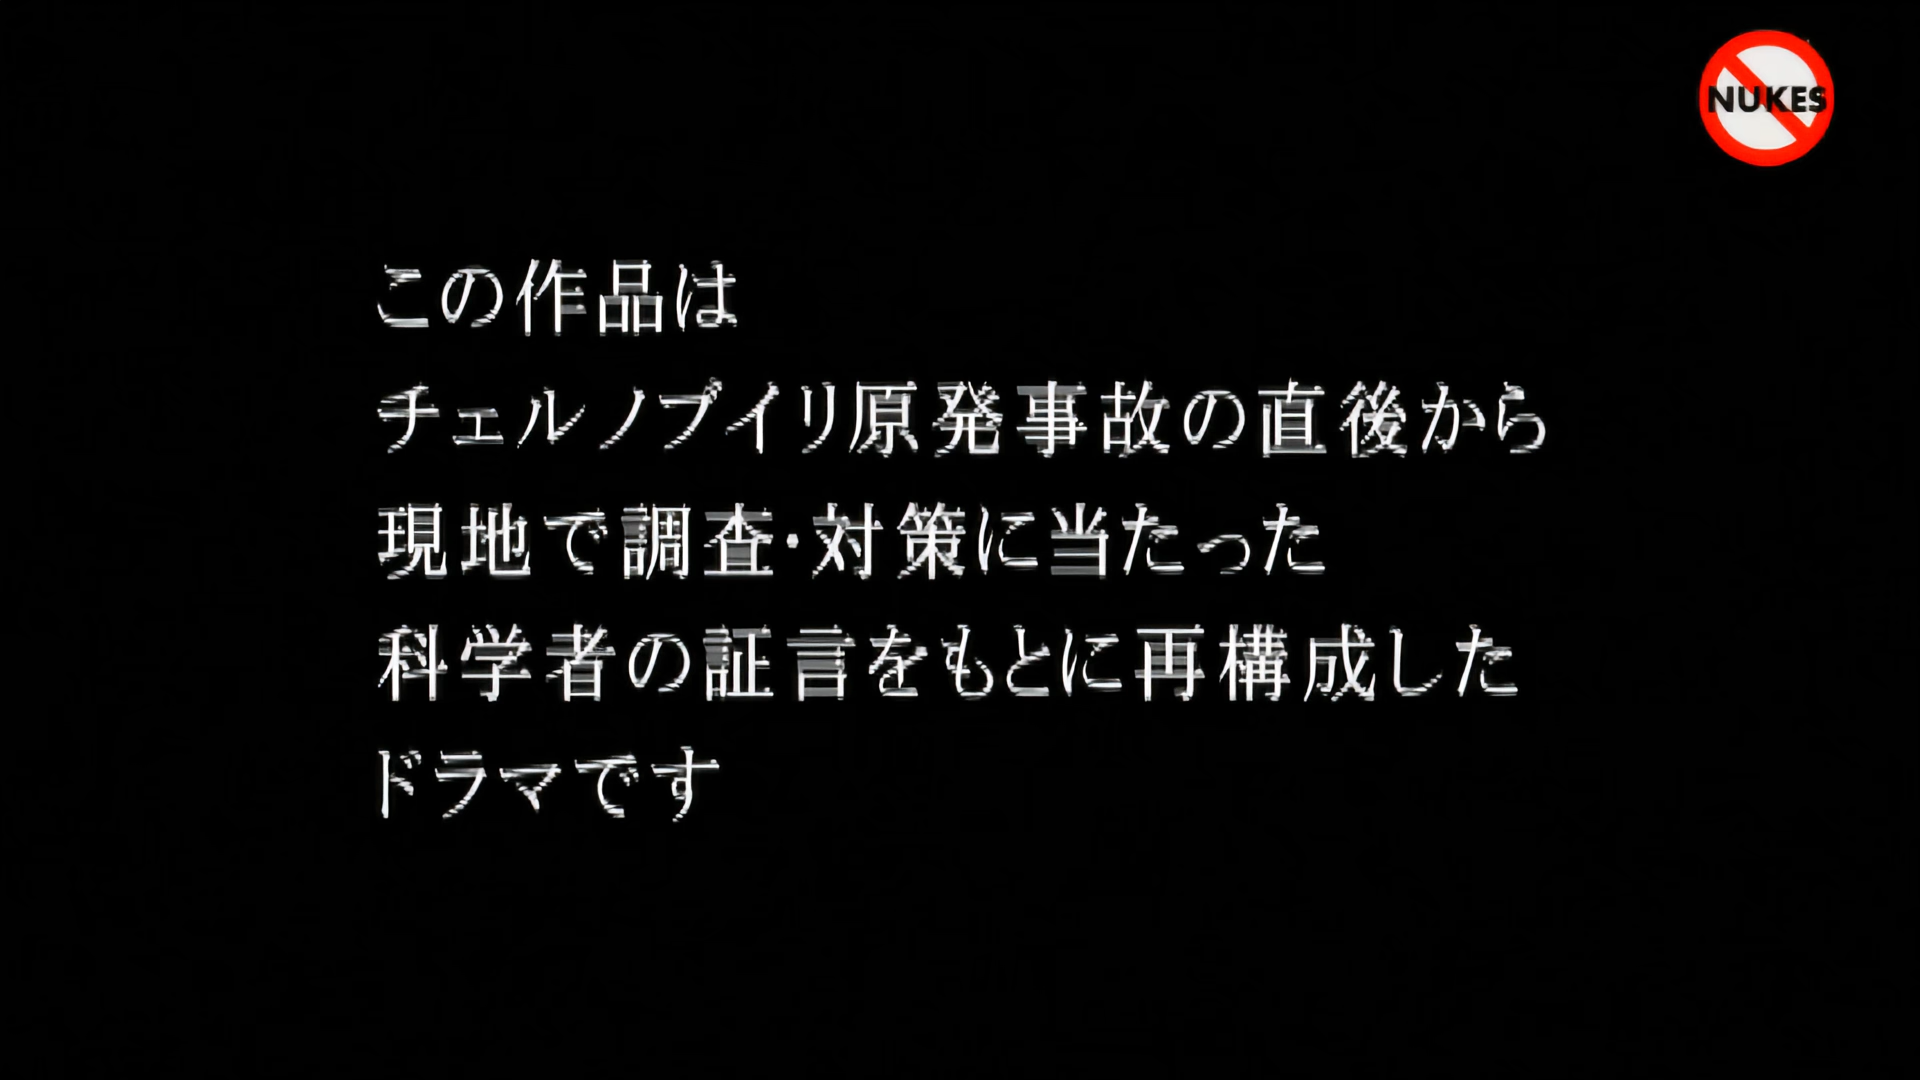 NUKES
この作品は
チェルノブイリ原発事故の直後から
現地で調査・対策に当たった
科学者の証言をもとに再構成した
ドラマです